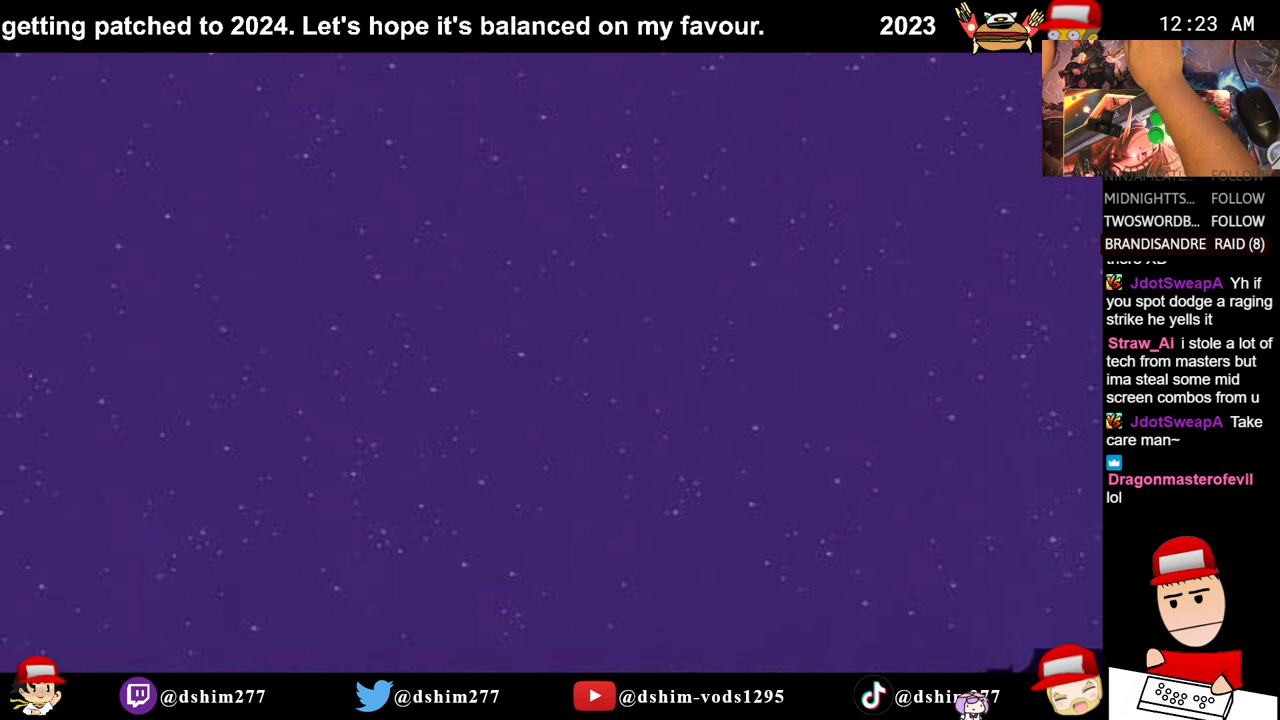 getting patched to 2024. Let's hope it's balanced on my favour.
2023
12:23 AM
FOLLOW
MIDNIGHTTS... FOLLOW
TWOSWORDB... FOLLOW
BRANDISANDRE RAID (8)
there XD
JdotSweapA Yh if
you spot dodge a raging
strike he yells it
Straw_Ai i stole a lot of
tech from masters but
ima steal some mid
screen combos from u
JdotSweapA Take
care man~
Dragonmasterofevil
lol
@dshim277
@dshim277
@dshim-vods1295